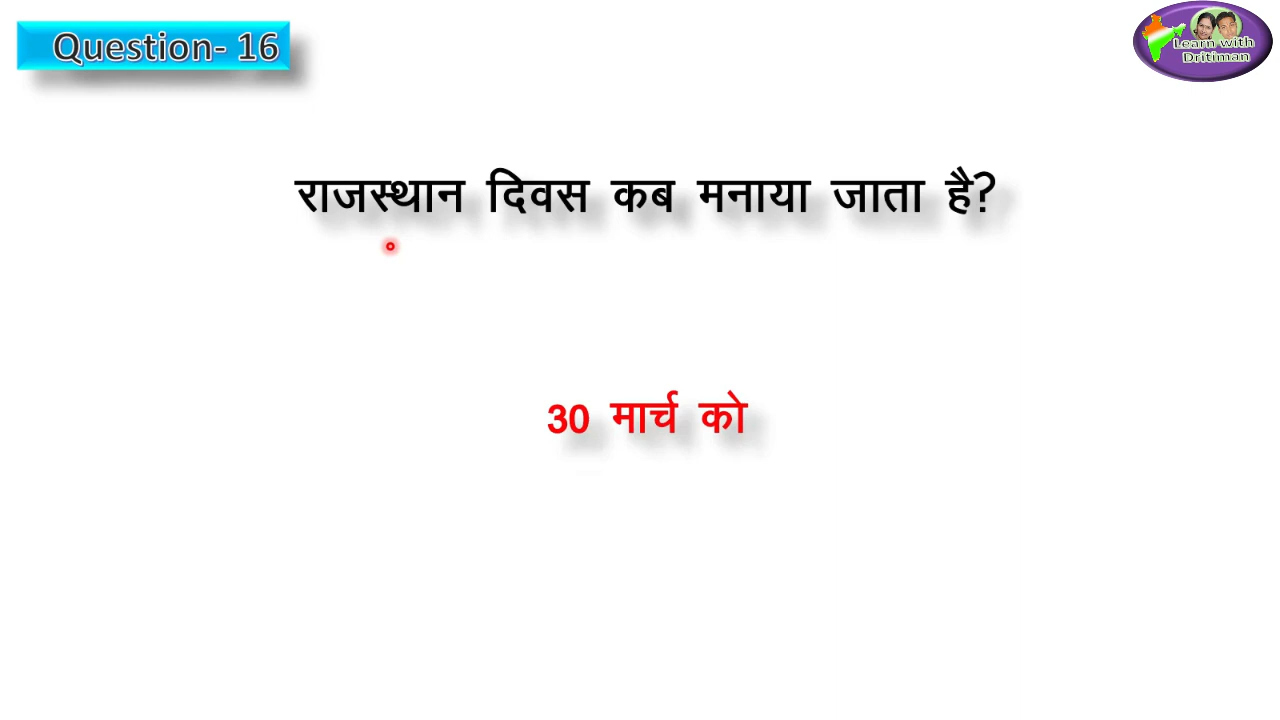 Question- 16
Learn with
Dritiman
राजस्थान दिवस कब मनाया जाता है?
30 मार्च को